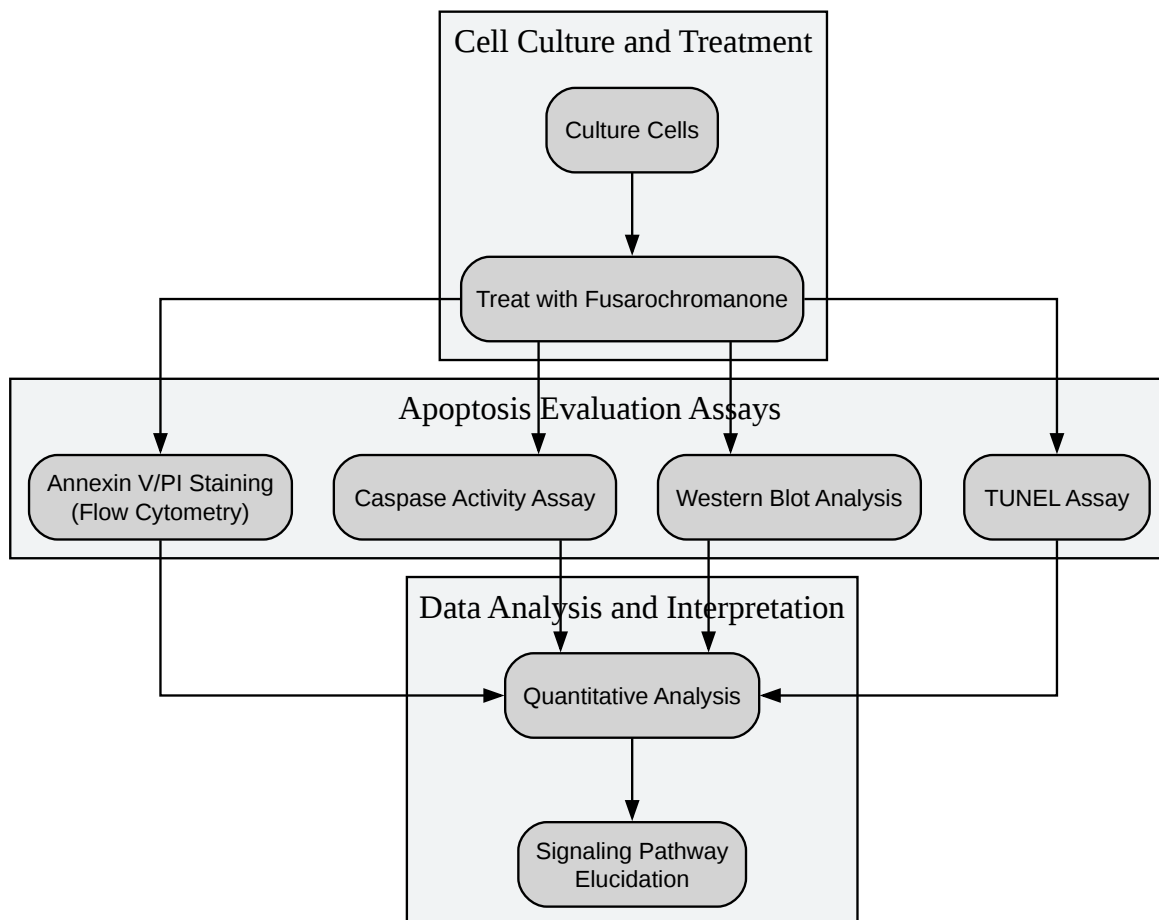 Cell Culture and Treatment
Culture Cells
Treat with Fusarochromanone
Apoptosis Evaluation Assays
Annexin V/PI Staining
(Flow Cytometry)
Caspase Activity Assay
Western Blot Analysis
TUNEL Assay
Data Analysis and Interpretation
Quantitative Analysis
Signaling Pathway
Elucidation